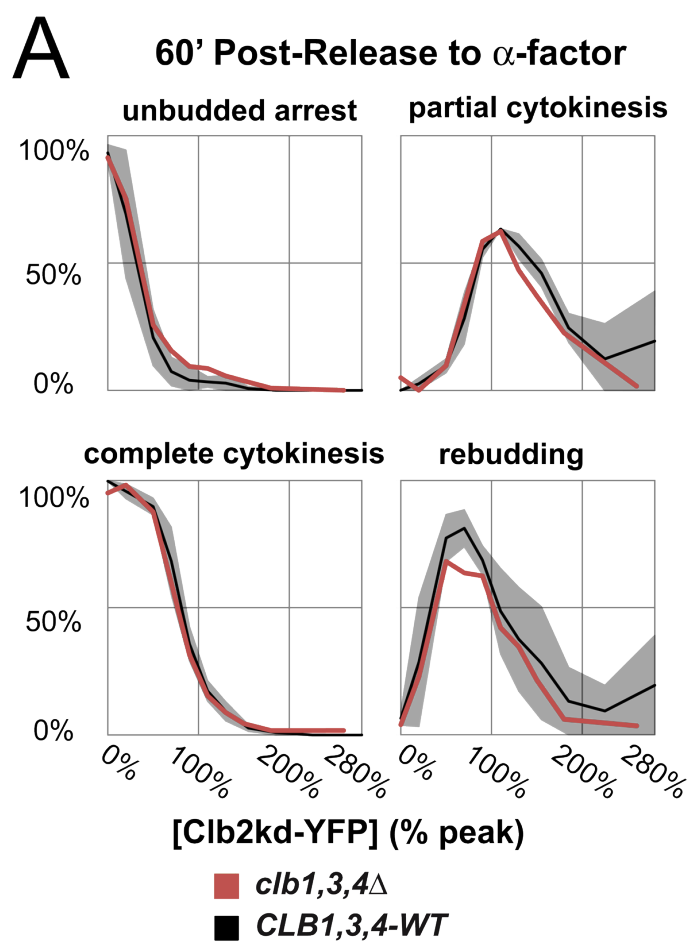 A
60’ Post-Release to α-factor
unbudded arrest
partial cytokinesis
100%
50%
0%
complete cytokinesis
rebudding
100%
50%
0%
0% 100% 200% 280%
0% 100% 200% 280%
[Clb2kd-YFP] (% peak)
clb1,3,4Δ
CLB1,3,4-WT